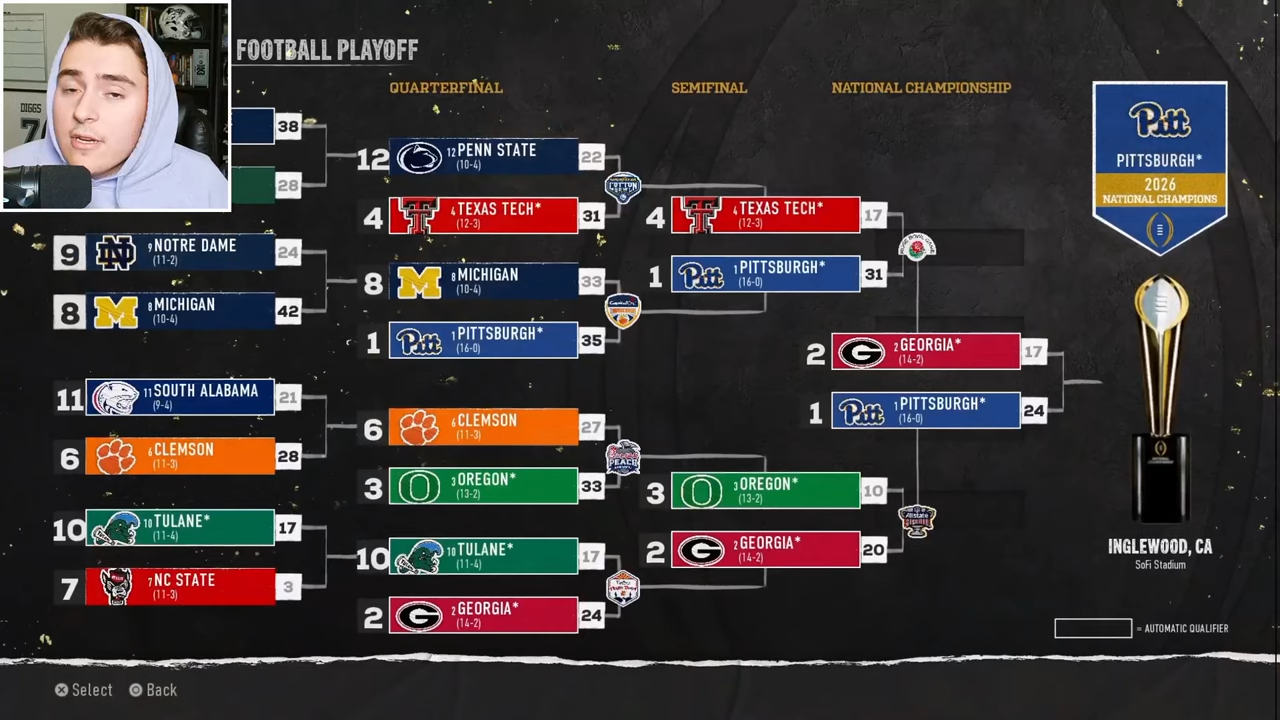 FOOTBALL PLAYOFF
QUARTERFINAL
SEMIFINAL
NATIONAL CHAMPIONSHIP
DIGGS
38
28
9 9 NOTRE DAME 24
(11-2)
8 8 MICHIGAN 42
(10-4)
11 11 SOUTH ALABAMA 21
(9-4)
6 6 CLEMSON 28
(11-3)
10 10 TULANE* 17
(11-4)
7 7 NC STATE 3
(11-3)
12 12 PENN STATE 22
(10-4)
4 4 TEXAS TECH* 31
(12-3)
8 8 MICHIGAN 33
(10-4)
1 1 PITTSBURGH* 35
(16-0)
6 6 CLEMSON 27
(11-3)
3 3 OREGON* 33
(13-2)
10 10 TULANE* 17
(11-4)
2 2 GEORGIA* 24
(14-2)
COTTON
PEACH
4 4 TEXAS TECH* 17
(12-3)
1 1 PITTSBURGH* 31
(16-0)
3 3 OREGON* 10
(13-2)
2 2 GEORGIA* 20
(14-2)
2 2 GEORGIA* 17
(14-2)
1 1 PITTSBURGH* 24
(16-0)
Pitt
PITTSBURGH*
2026
NATIONAL CHAMPIONS
INGLEWOOD, CA
SoFi Stadium
= AUTOMATIC QUALIFIER
Select
Back